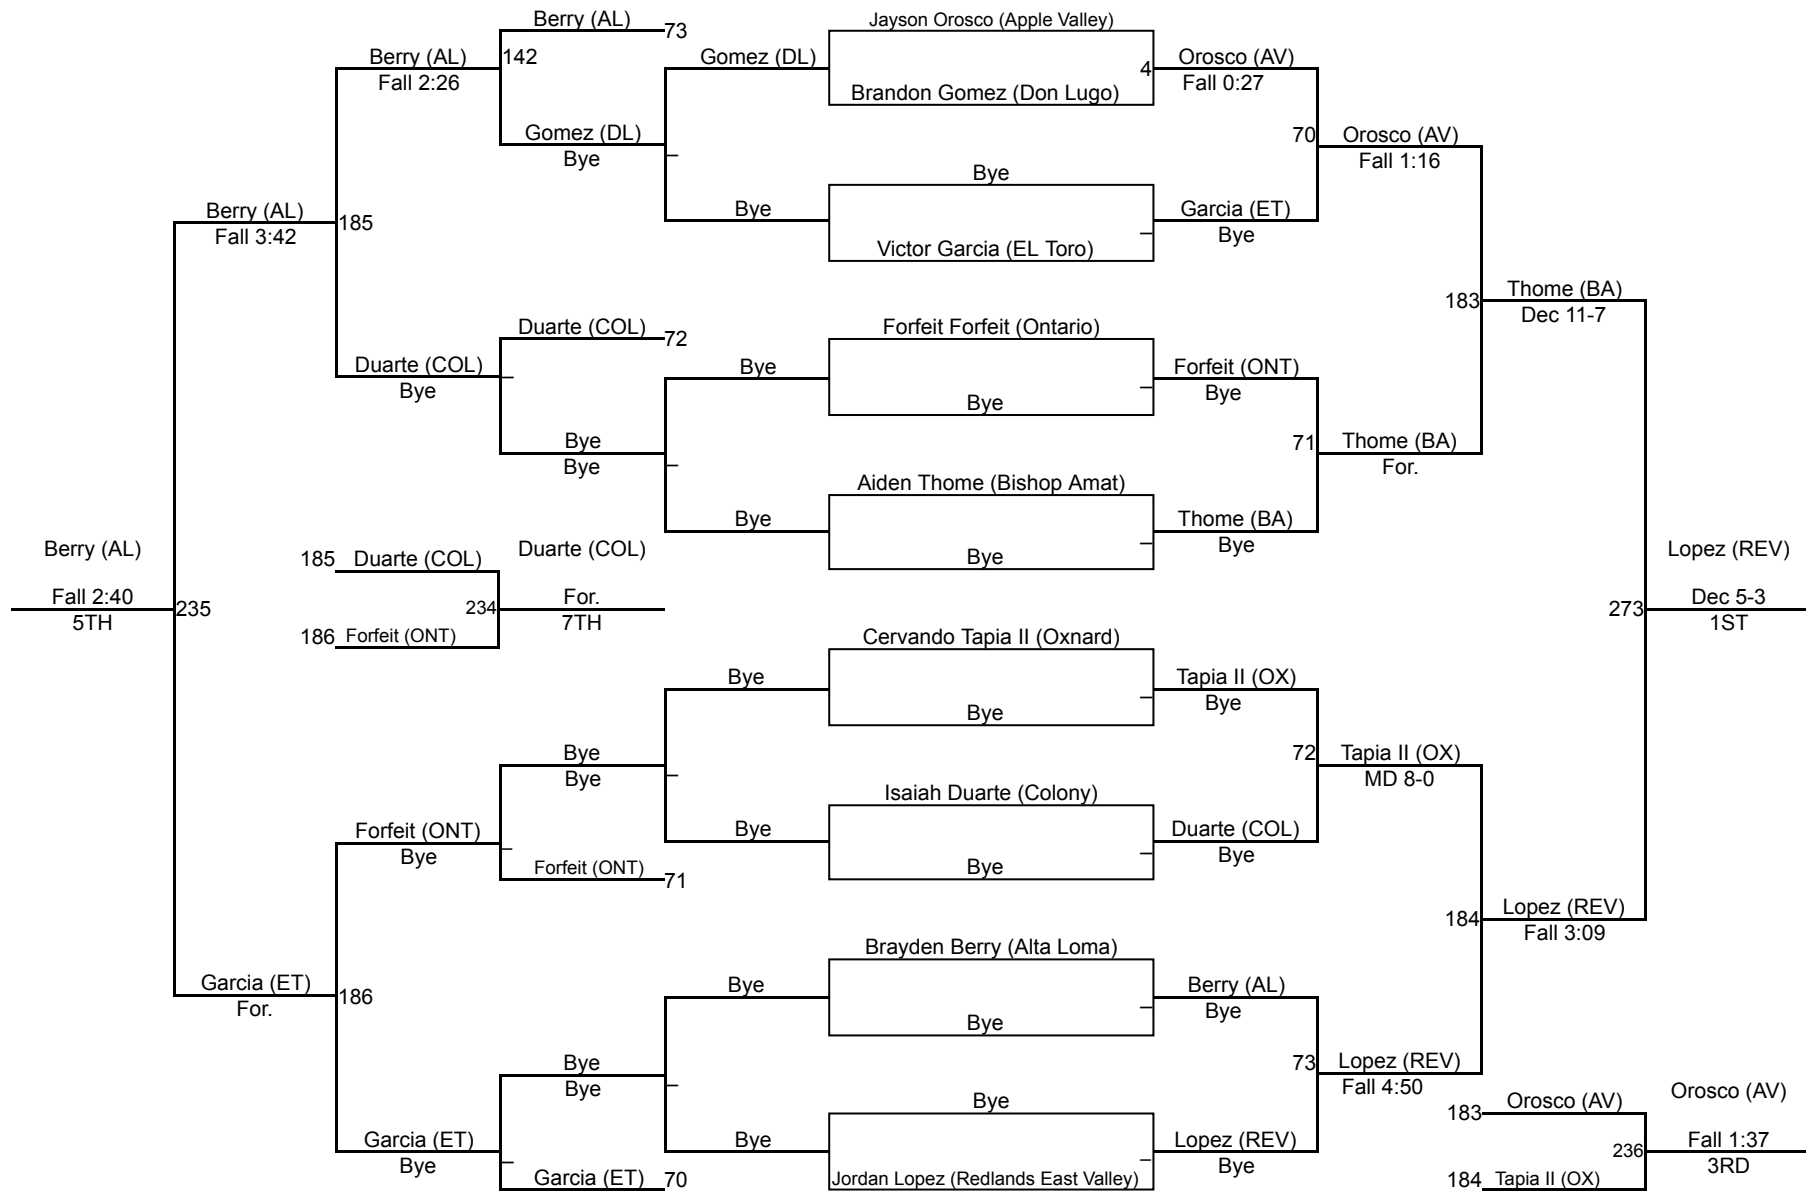 Berry (AL)
73
Jayson Orosco (Apple Valley)
Berry (AL)
142
Gomez (DL)
4
Orosco (AV)
Fall 2:26
Fall 0:27
Brandon Gomez (Don Lugo)
Gomez (DL)
70
Orosco (AV)
Bye
Fall 1:16
Bye
Berry (AL)
185
Bye
Garcia (ET)
Fall 3:42
Bye
Victor Garcia (EL Toro)
183
Thome (BA)
Dec 11-7
Duarte (COL)
72
Forfeit Forfeit (Ontario)
Duarte (COL)
Bye
Forfeit (ONT)
Bye
Bye
Bye
Bye
71
Thome (BA)
Bye
For.
Aiden Thome (Bishop Amat)
Bye
Thome (BA)
Bye
Berry (AL)
185
Duarte (COL)
Duarte (COL)
Bye
Lopez (REV)
Fall 2:40
235
234
For.
273
Dec 5-3
5TH
7TH
1ST
186
Forfeit (ONT)
Cervando Tapia II (Oxnard)
Bye
Tapia II (OX)
Bye
Bye
Bye
72
Tapia II (OX)
Bye
MD 8-0
Isaiah Duarte (Colony)
Forfeit (ONT)
Bye
Duarte (COL)
Bye
Bye
Forfeit (ONT)
71
Bye
184
Lopez (REV)
Fall 3:09
Brayden Berry (Alta Loma)
Garcia (ET)
186
Bye
Berry (AL)
For.
Bye
Bye
Bye
73
Lopez (REV)
Bye
Fall 4:50
Orosco (AV)
Bye
183
Orosco (AV)
Garcia (ET)
Bye
Lopez (REV)
236
Fall 1:37
Bye
Bye
3RD
Garcia (ET)
70
Jordan Lopez (Redlands East Valley)
184
Tapia II (OX)